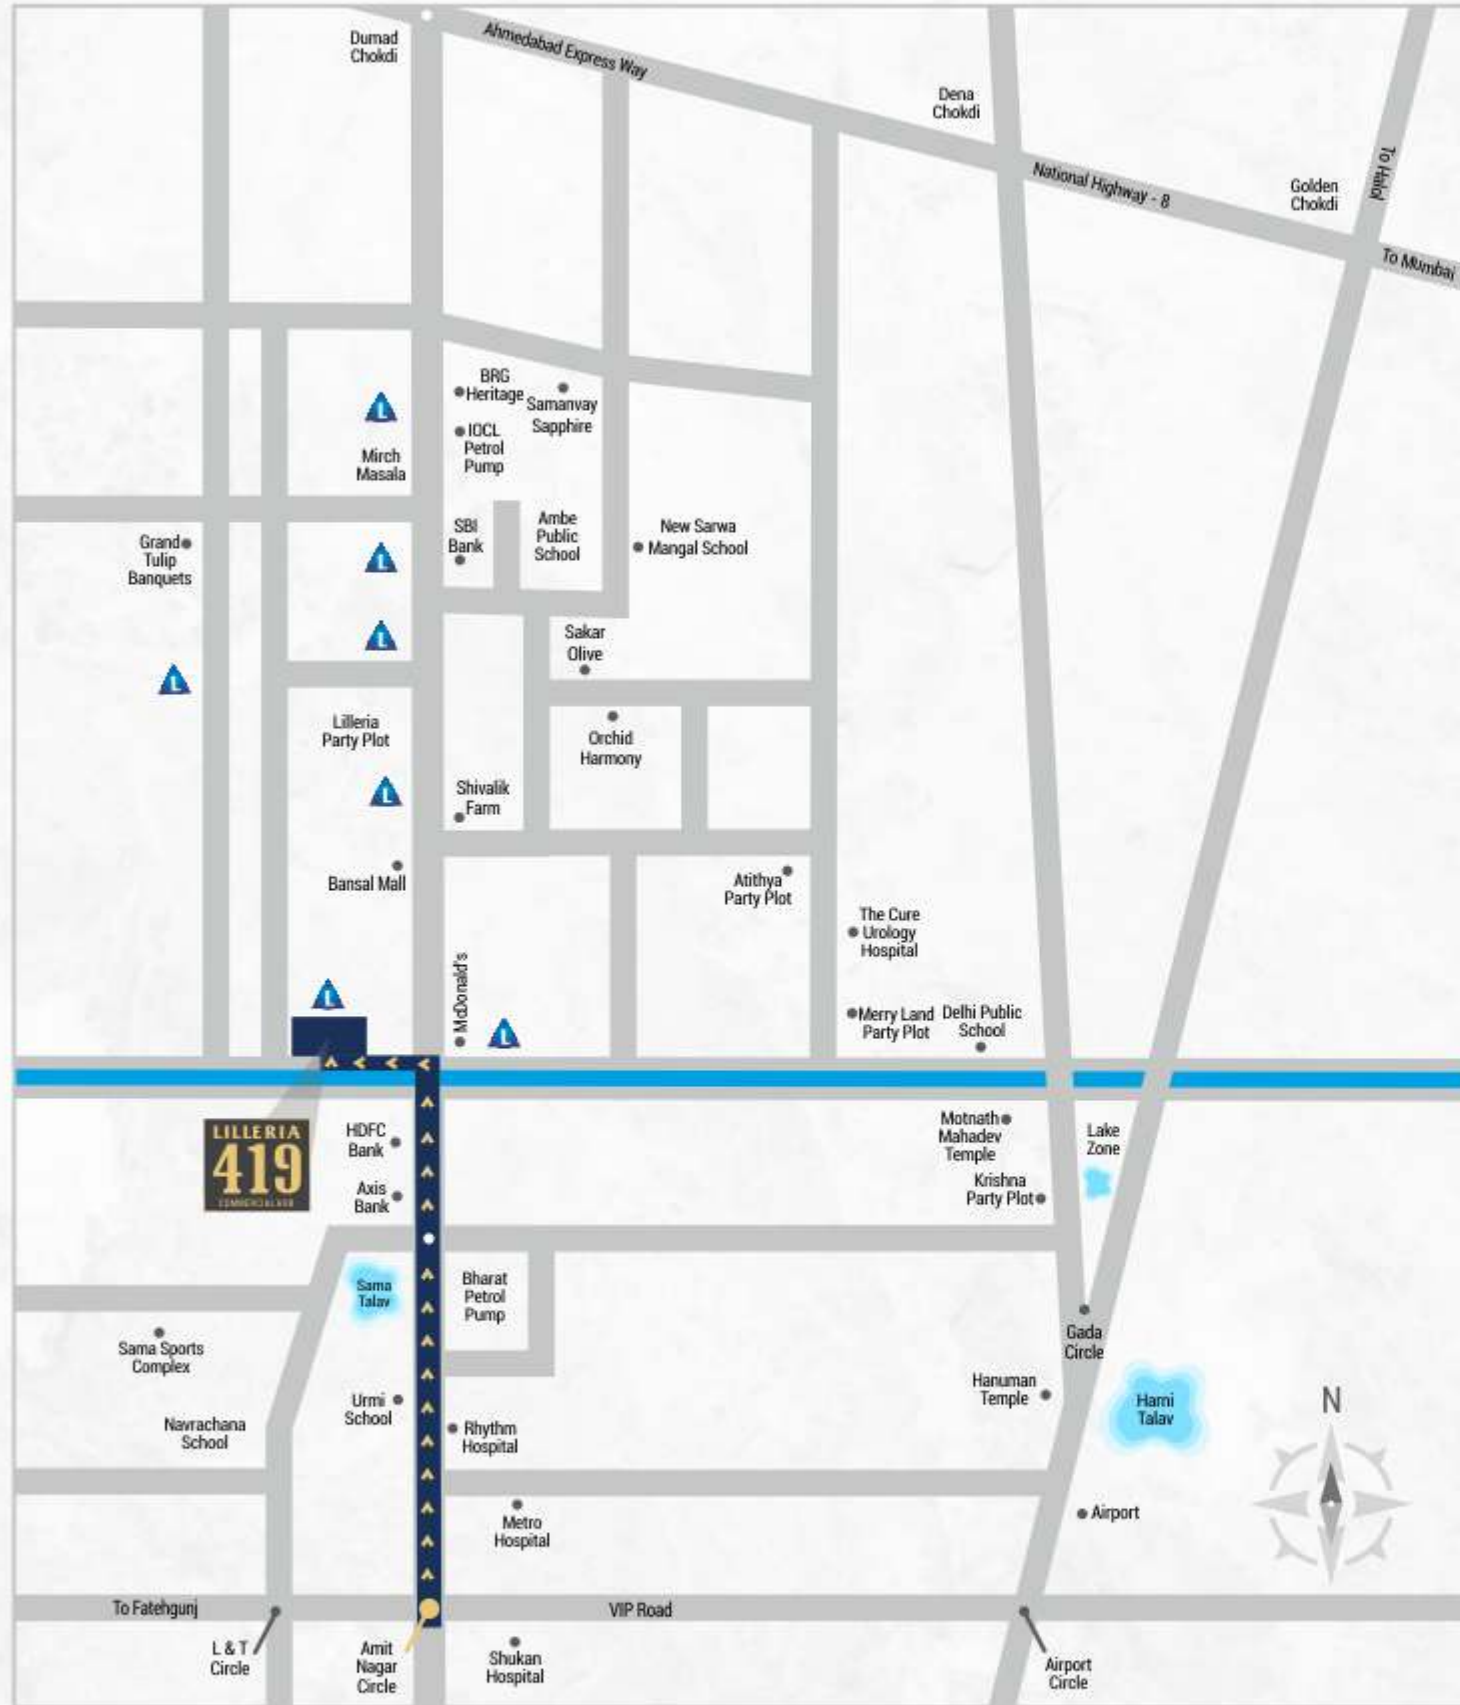 Dumad
Chokdi
Ahmedabad Express Way
Dena
Chokdi
National Highway - 8
Golden
Chokdi
To Halol
To Mumbai
BRG
Heritage
Samanvay
Sapphire
IOCL
Petrol
Pump
L
Mirch
Masala
SBI
Bank
Ambe
Public
School
New Sarwa
Mangal School
Grand
Tulip
Banquets
L
L
Sakar
Olive
L
Lilleria
Party Plot
Orchid
Harmony
L
Shivalik
Farm
Bansal Mall
Atithya
Party Plot
The Cure
Urology
Hospital
McDonald's
L
L
Merry Land
Party Plot
Delhi Public
School
LILLERIA
419
HDFC
Bank
Axis
Bank
Motnath
Mahadev
Temple
Lake
Zone
Krishna
Party Plot
Sama
Talav
Bharat
Petrol
Pump
Sama Sports
Complex
Gada
Circle
Urmi
School
Hanuman
Temple
Harni
Talav
N
Navrachana
School
Rhythm
Hospital
Metro
Hospital
Airport
To Fatehgunj
VIP Road
L & T
Circle
Amit
Nagar
Circle
Shukan
Hospital
Airport
Circle